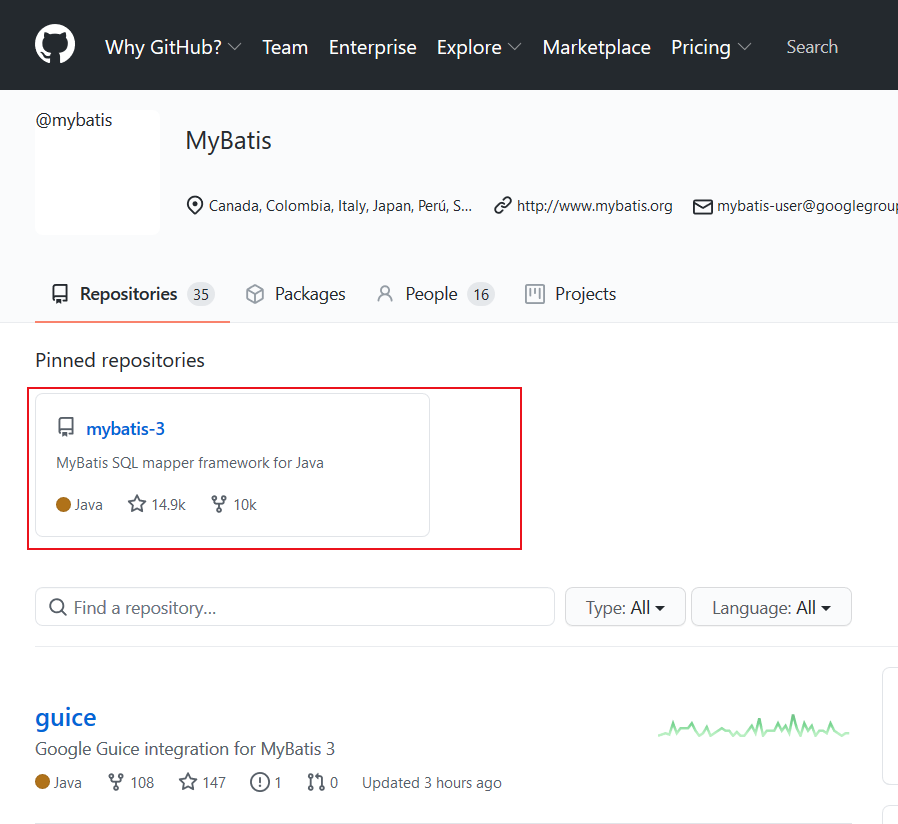 Why GitHub? Team Enterprise Explore Marketplace Pricing Search
@mybatis
MyBatis
Canada, Colombia, Italy, Japan, Perú, S... http://www.mybatis.org mybatis-user@googlegroup
Repositories 35 Packages People 16 Projects
Pinned repositories
mybatis-3
MyBatis SQL mapper framework for Java
Java 14.9k 10k
Find a repository... Type: All Language: All
guice
Google Guice integration for MyBatis 3
Java 108 147 1 0 Updated 3 hours ago